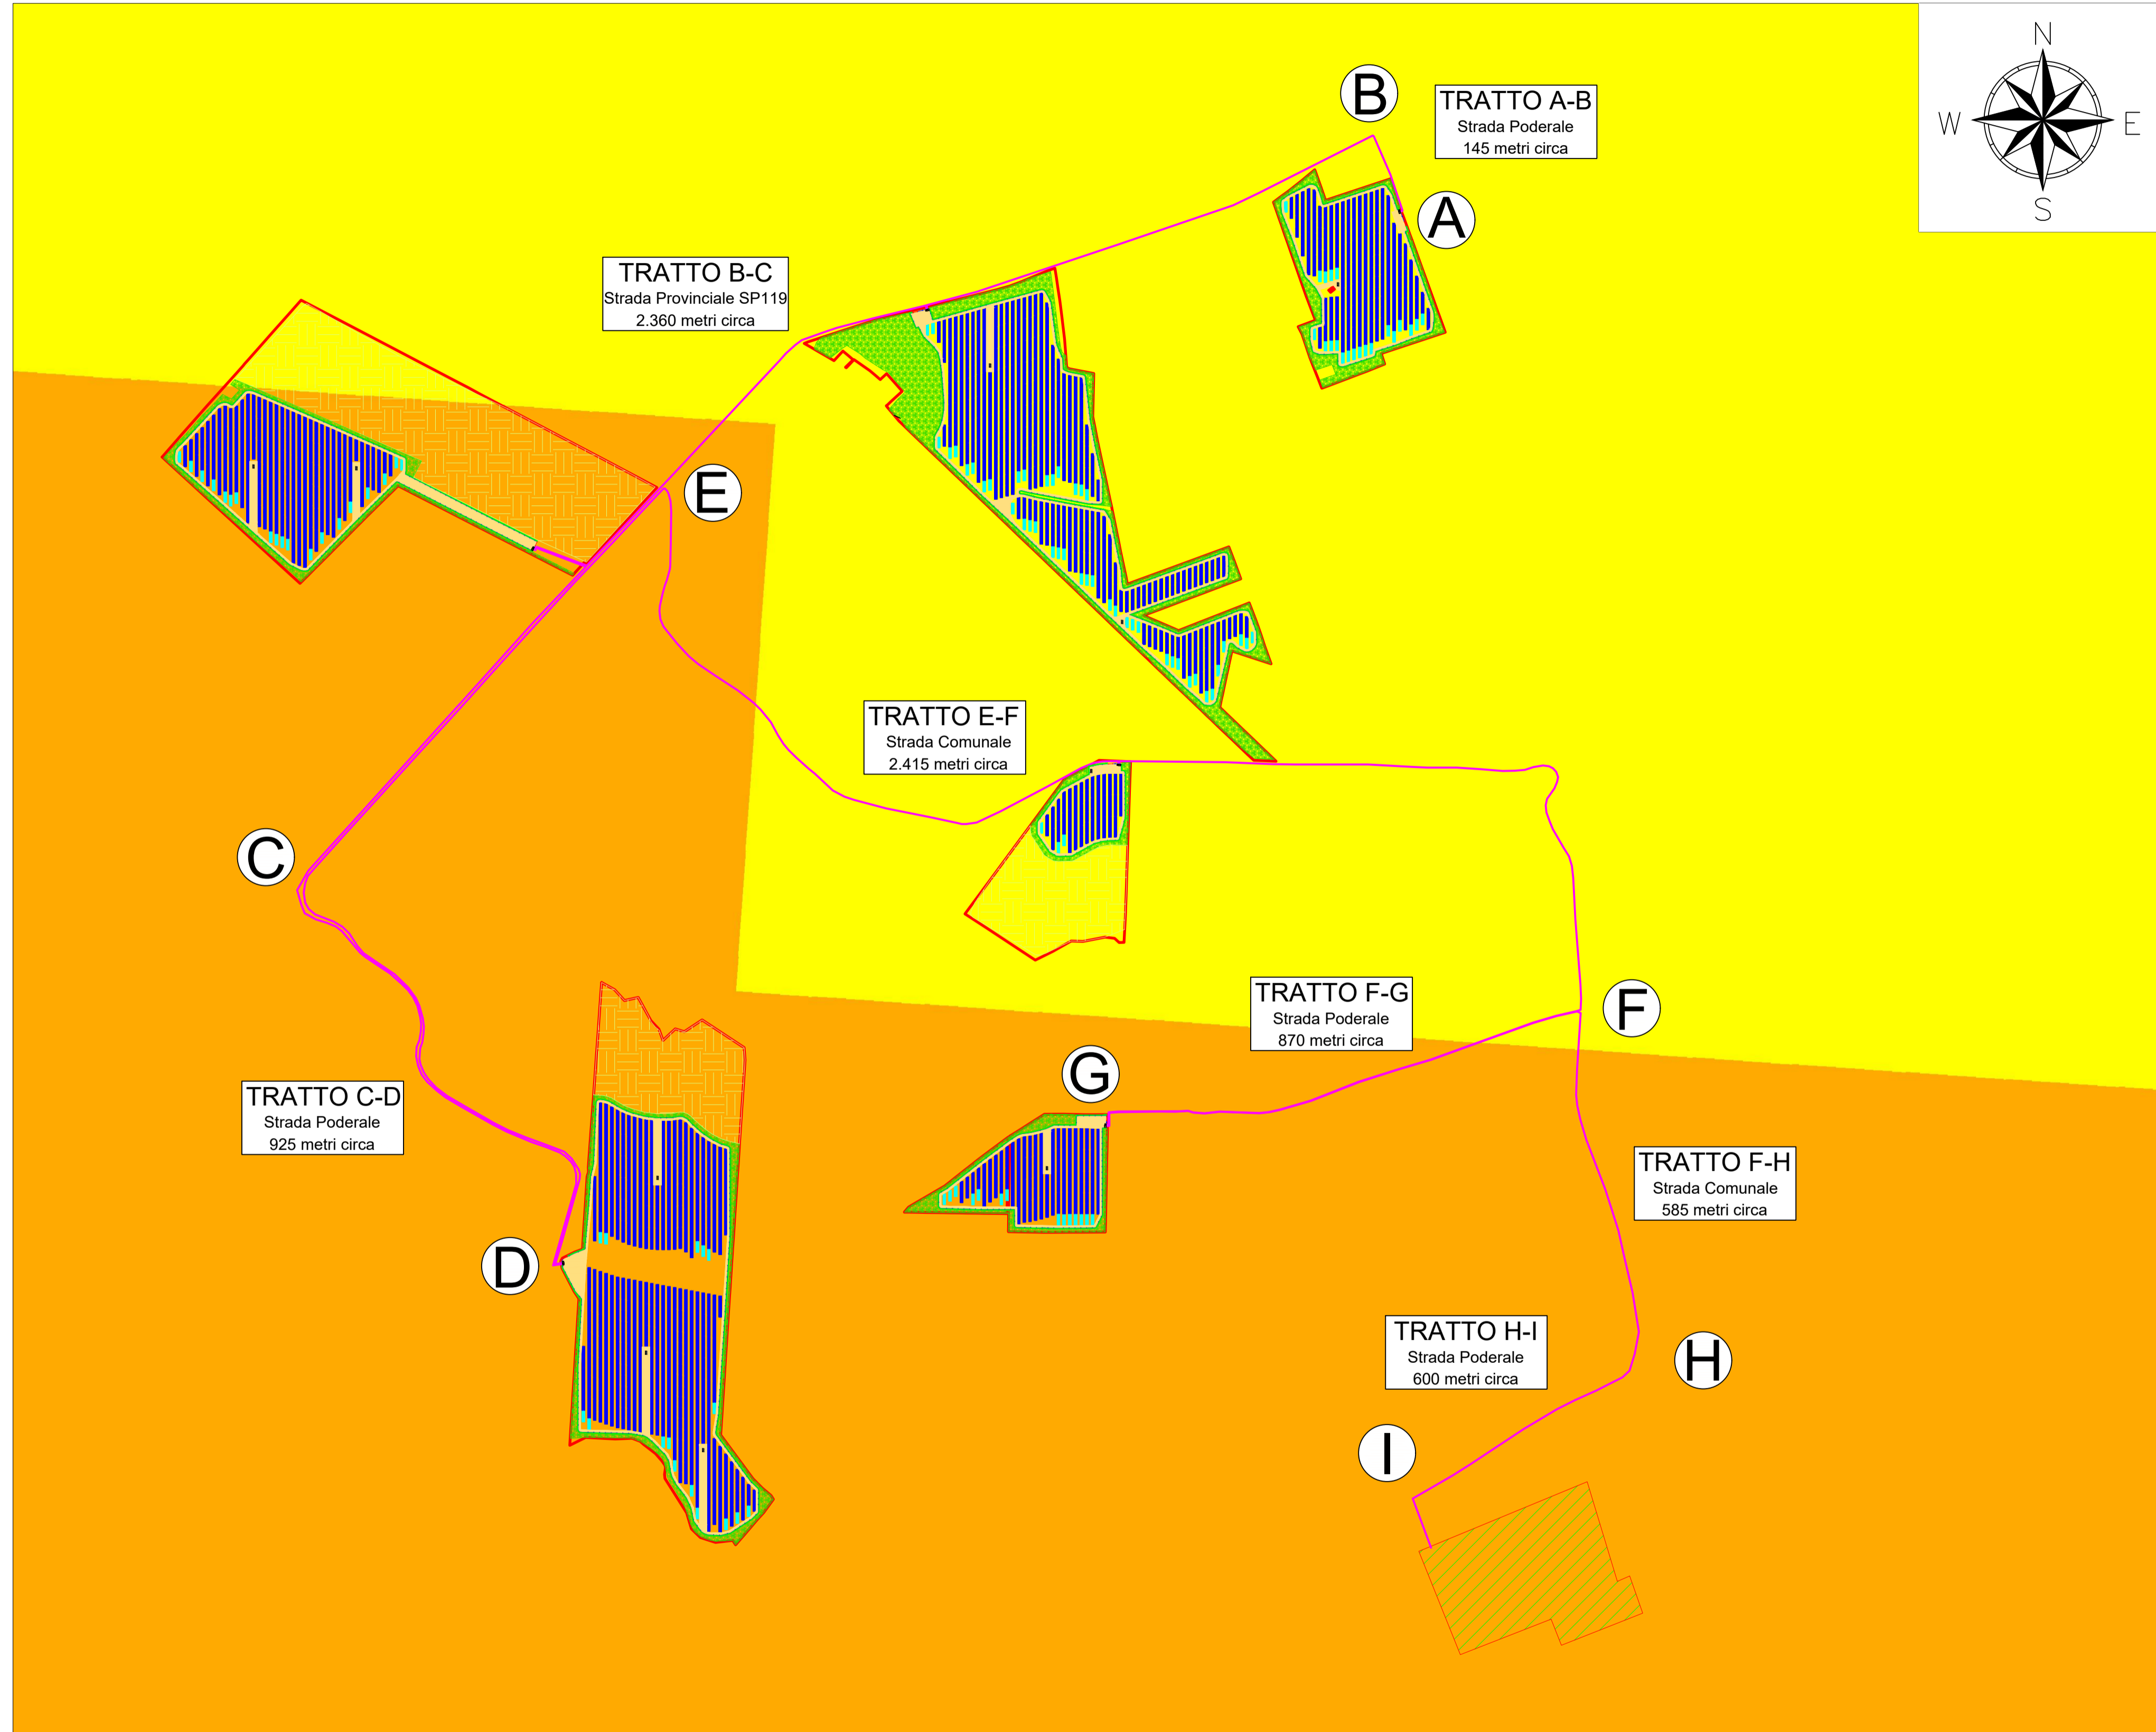 N
W
E
S
B
TRATTO A-B
Strada Poderale
145 metri circa
A
TRATTO B-C
Strada Provinciale SP119
2.360 metri circa
E
TRATTO E-F
Strada Comunale
2.415 metri circa
C
TRATTO F-G
Strada Poderale
870 metri circa
F
G
TRATTO C-D
Strada Poderale
925 metri circa
TRATTO F-H
Strada Comunale
585 metri circa
D
TRATTO H-I
Strada Poderale
600 metri circa
H
I